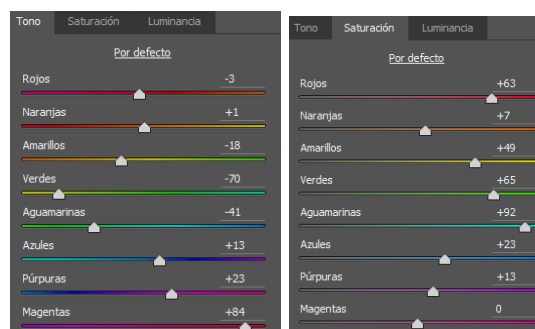 Tono Saturación Luminancia
Por defecto
Rojos -3
Naranjas +1
Amarillos -18
Verdes -70
Aguamarinas -41
Azules +13
Púrpuras +23
Magentas +84
Tono Saturación Luminancia
Por defecto
Rojos +63
Naranjas +7
Amarillos +49
Verdes +65
Aguamarinas +92
Azules +23
Púrpuras +13
Magentas 0